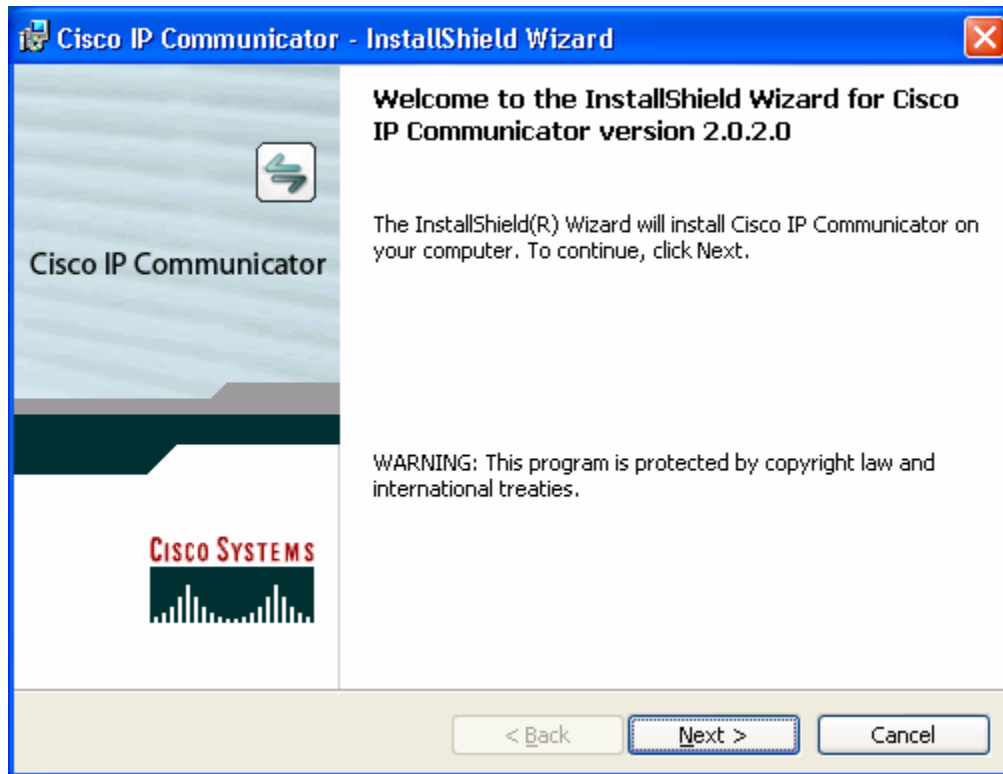 Cisco IP Communicator - InstallShield Wizard
Welcome to the InstallShield Wizard for Cisco
IP Communicator version 2.0.2.0
The InstallShield(R) Wizard will install Cisco IP Communicator on
your computer. To continue, click Next.
Cisco IP Communicator
WARNING: This program is protected by copyright law and
international treaties.
CISCO SYSTEMS
< Back
Next >
Cancel